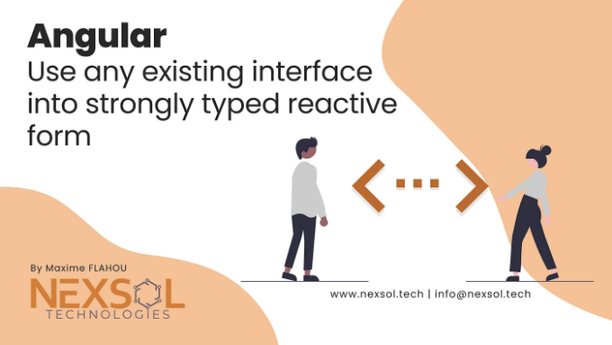 Angular
Use any existing interface
into strongly typed reactive
form
By Maxime FLAHOU
NEXSOL
TECHNOLOGIES
www.nexsol.tech | info@nexsol.tech